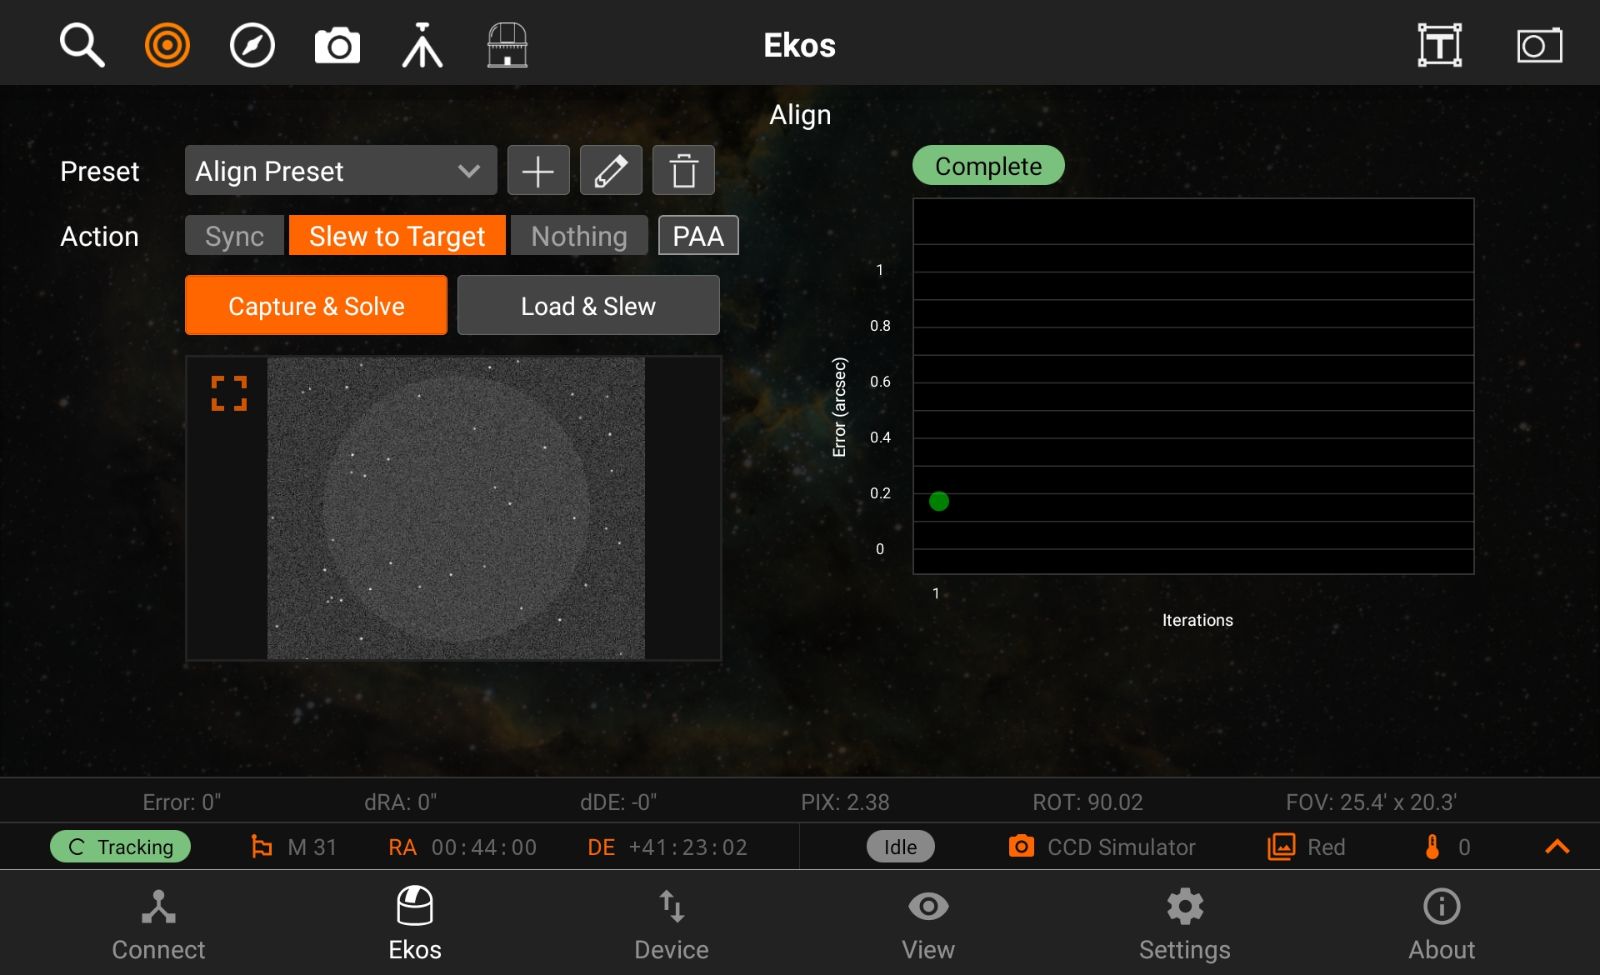 Ekos
T
Align
Preset
Align Preset
Complete
Action
Sync
Slew to Target
Nothing
PAA
Capture & Solve
Load & Slew
Error (arcsec)
1
0.8
0.6
0.4
0.2
0
1
Iterations
Error: 0" dRA: 0" dDE: -0" PIX: 2.38 ROT: 90.02 FOV: 25.4' x 20.3'
Tracking M 31 RA 00:44:00 DE +41:23:02 Idle CCD Simulator Red 0
Connect Ekos Device View Settings About